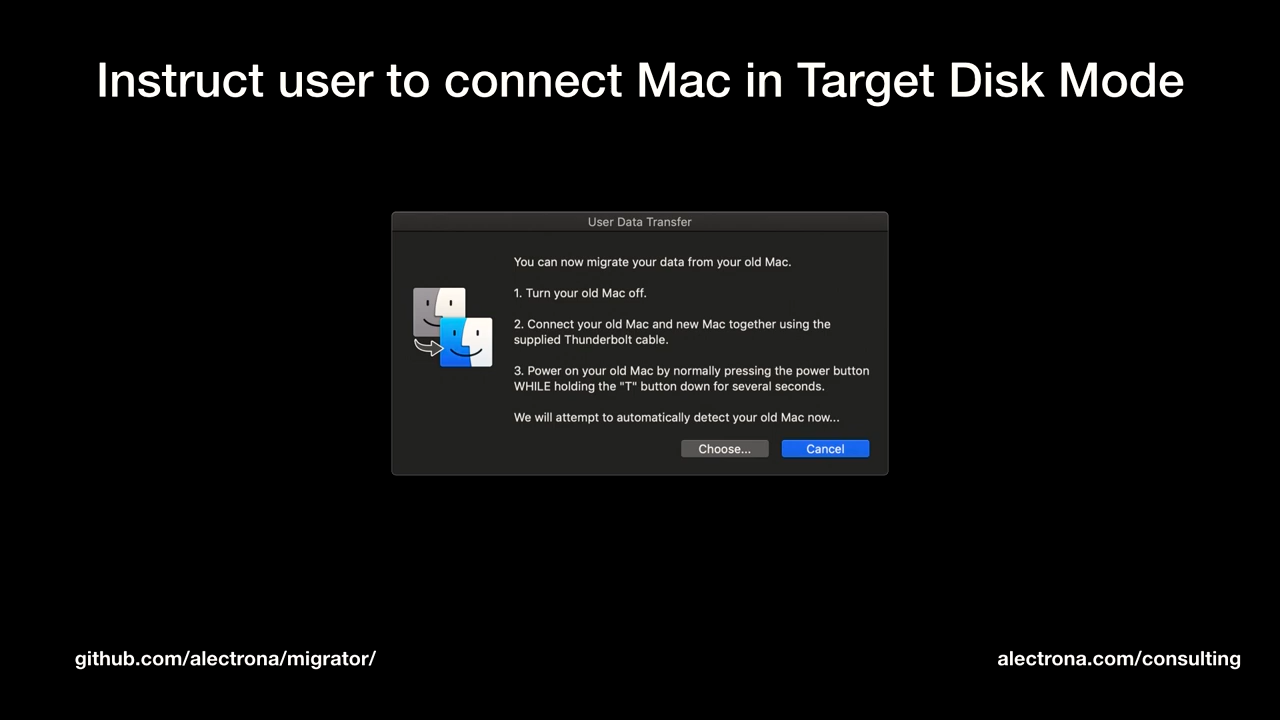 Instruct user to connect Mac in Target Disk Mode
User Data Transfer
You can now migrate your data from your old Mac.
1. Turn your old Mac off.
2. Connect your old Mac and new Mac together using the
supplied Thunderbolt cable.
3. Power on your old Mac by normally pressing the power button
WHILE holding the "T" button down for several seconds.
We will attempt to automatically detect your old Mac now...
Choose...
Cancel
github.com/alectrona/migrator/
alectrona.com/consulting